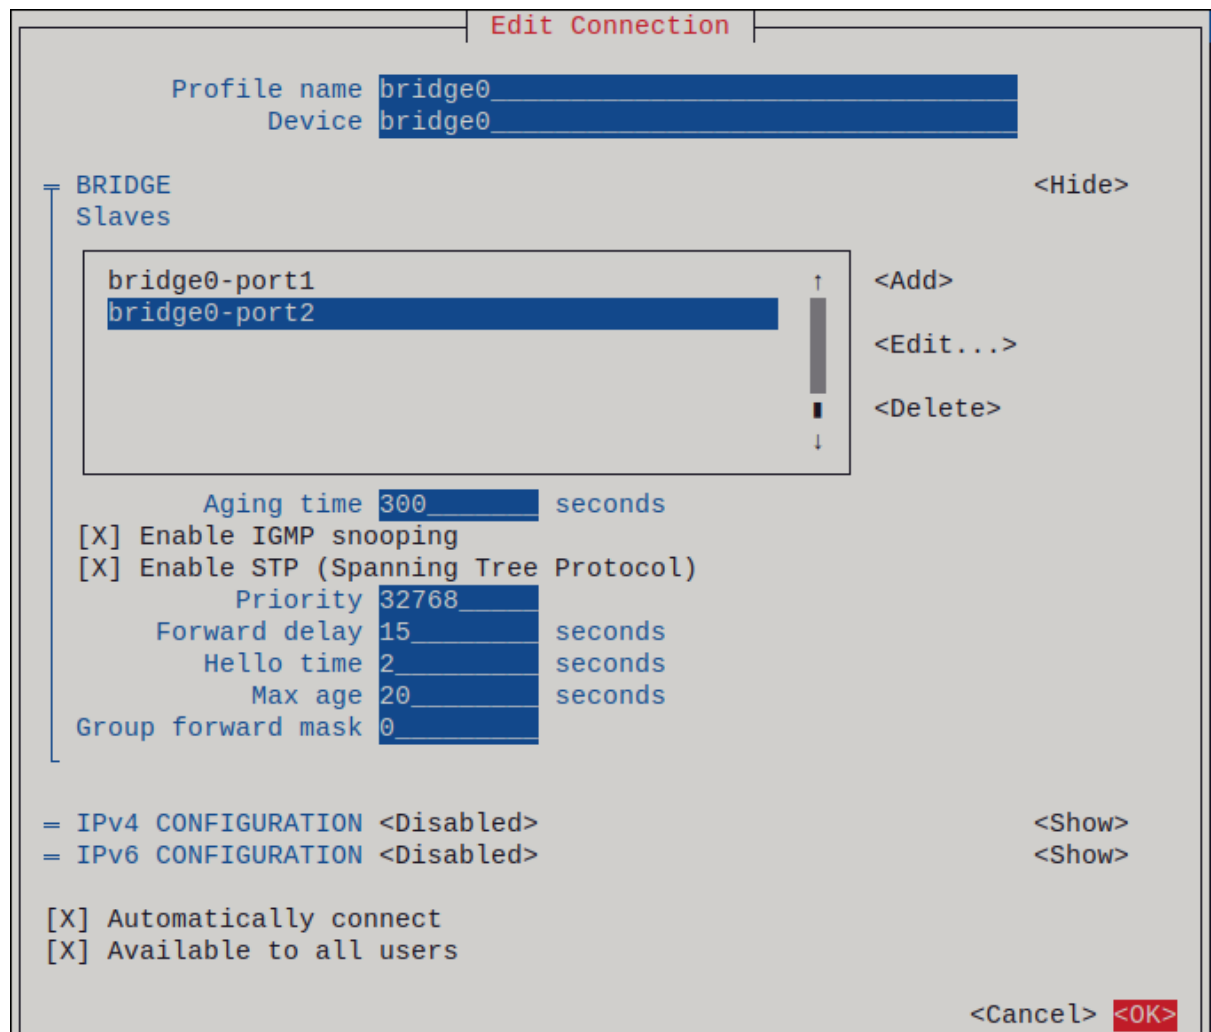 Edit Connection
Profile name bridge0
Device bridge0
BRIDGE <Hide>
Slaves
bridge0-port1 ↑ <Add>
bridge0-port2
<Edit...>
<Delete>
↓
Aging time 300 seconds
[X] Enable IGMP snooping
[X] Enable STP (Spanning Tree Protocol)
Priority 32768
Forward delay 15 seconds
Hello time 2 seconds
Max age 20 seconds
Group forward mask 0
= IPv4 CONFIGURATION <Disabled> <Show>
= IPv6 CONFIGURATION <Disabled> <Show>
[X] Automatically connect
[X] Available to all users
<Cancel> <OK>